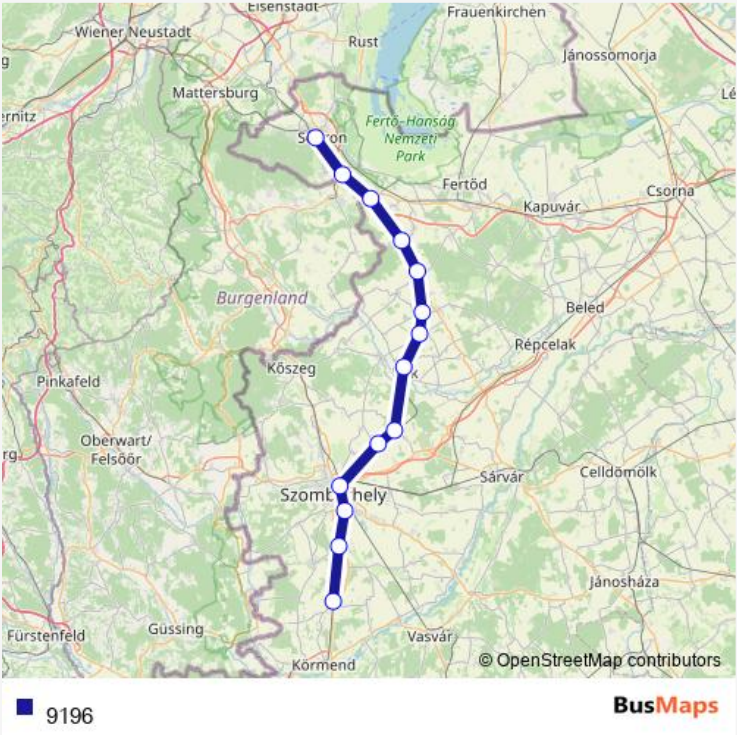 Eisenstadt
Frauenkirchen
Wiener Neustadt
Rust
Jánossomorja
Mattersburg
Fertő-Hanság
Nemzeti
Park
Fertőd
Csorna
Kapuvár
Burgenland
Beled
Répcelak
Kőszeg
Pinkafeld
Oberwart/
Felsőőr
Sárvár
Celldömölk
Jánosháza
Fürstenfeld
Güssing
Vasvár
Körmend
© OpenStreetMap contributors
9196
BusMaps